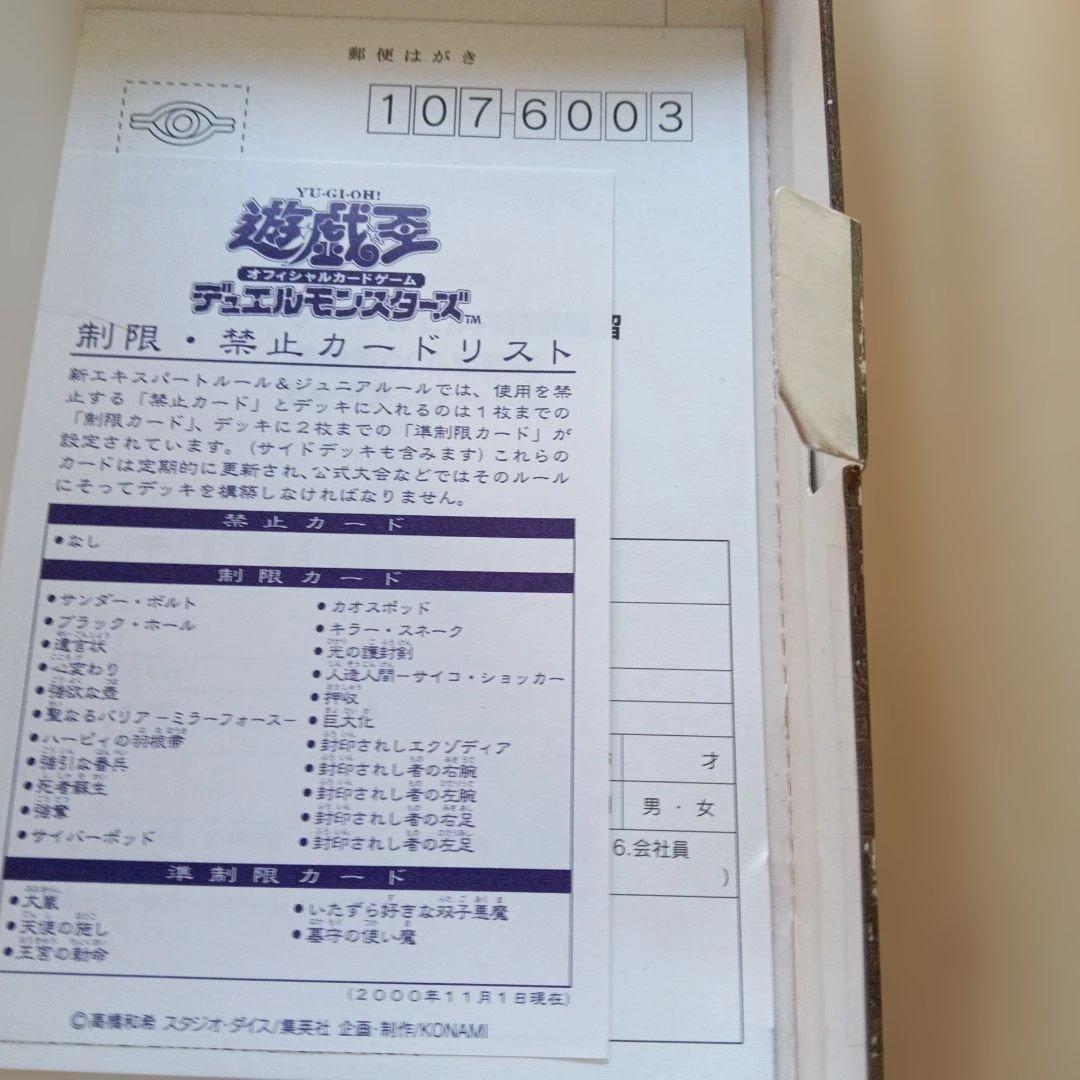 郵便はがき
107-6003
YU-GI-OH!
遊戯王
オフィシャルカードゲーム
デュエルモンスターズ™
制限・禁止カードリスト
新エキスパートルール＆ジュニアルールでは、使用を禁
止する「禁止カード」とデッキに入れるのは1枚までの
「制限カード」、デッキに2枚までの「準制限カード」が
設定されています。(サイドデッキも含みます)これらの
カードは定期的に更新され、公式大会などではそのルール
にそってデッキを構築しなければなりません。
禁止カード
●なし
制限カード
●サンダー・ボルト
●ブラック・ホール
●遺言状
●心変わり
●強欲な壺
●聖なるバリアーミラーフォースー
●ハーピィの羽根帚
●強引な番兵
●死者蘇生
●強奪
●サイバーポッド
●カオスポッド
●キラー・スネーク
●光の護封剣
●人造人間ーサイコ・ショッカー
●押収
●巨大化
●封印されしエクゾディア
●封印されし者の右腕
●封印されし者の左腕
●封印されし者の右足
●封印されし者の左足
準制限カード
●大嵐
●天使の施し
●王宮の勅命
●いたずら好きな双子悪魔
●墓守の使い魔
(2000年11月1日現在)
©高橋和希 スタジオ・ダイス/集英社 企画・制作/KONAMI
才
男・女
6.会社員
)